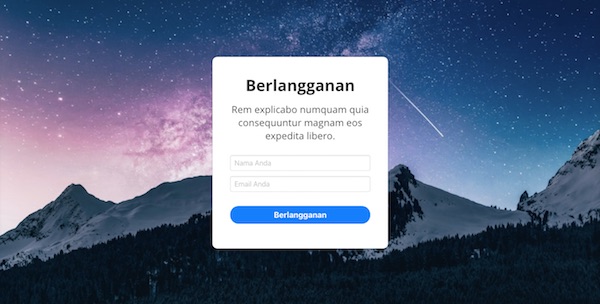 Berlangganan
Rem explicabo numquam quia
consequuntur magnam eos
expedita libero.
Nama Anda
Email Anda
Berlangganan